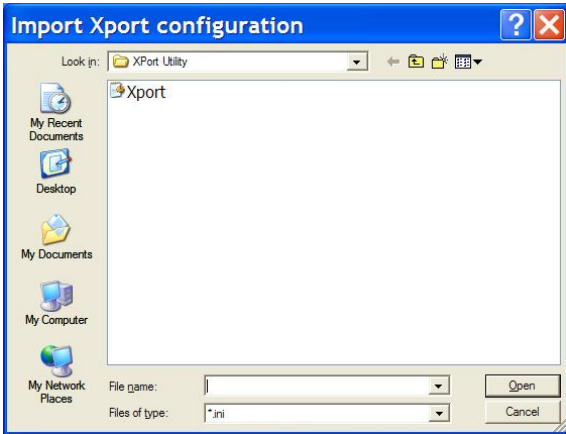 Import Xport configuration
?
Look in: XPort Utility
Xport
My Recent
Documents
Desktop
My Documents
My Computer
My Network
Places
File name:
Open
Files of type: *.ini
Cancel